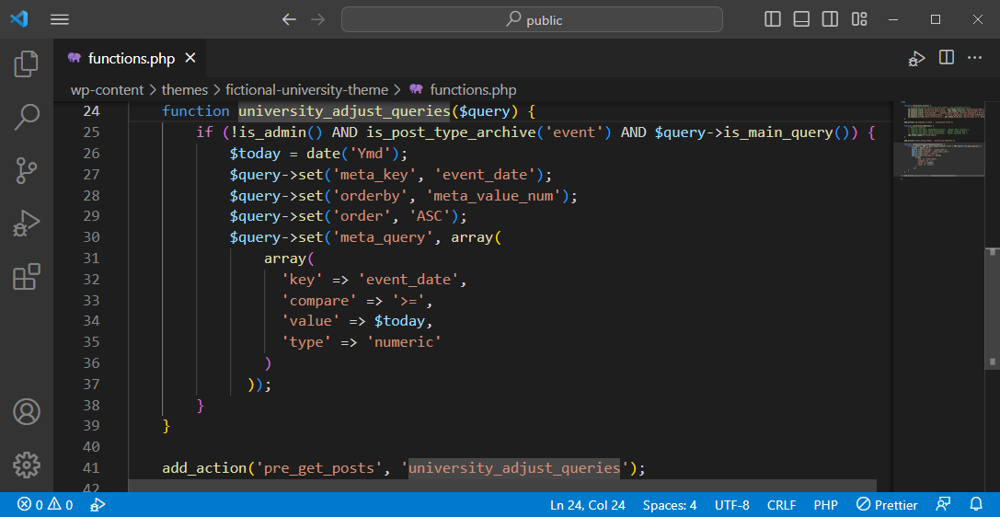 public
functions.php
wp-content > themes > fictional-university-theme > functions.php
24 function university_adjust_queries($query) {
25 if (!is_admin() AND is_post_type_archive('event') AND $query->is_main_query()) {
26 $today = date('Ymd');
27 $query->set('meta_key', 'event_date');
28 $query->set('orderby', 'meta_value_num');
29 $query->set('order', 'ASC');
30 $query->set('meta_query', array(
31 array(
32 'key' => 'event_date',
33 'compare' => '>=',
34 'value' => $today,
35 'type' => 'numeric'
36 )
37 ));
38 }
39 }
40
41 add_action('pre_get_posts', 'university_adjust_queries');
42
0 0 Ln 24, Col 24 Spaces: 4 UTF-8 CRLF PHP Prettier